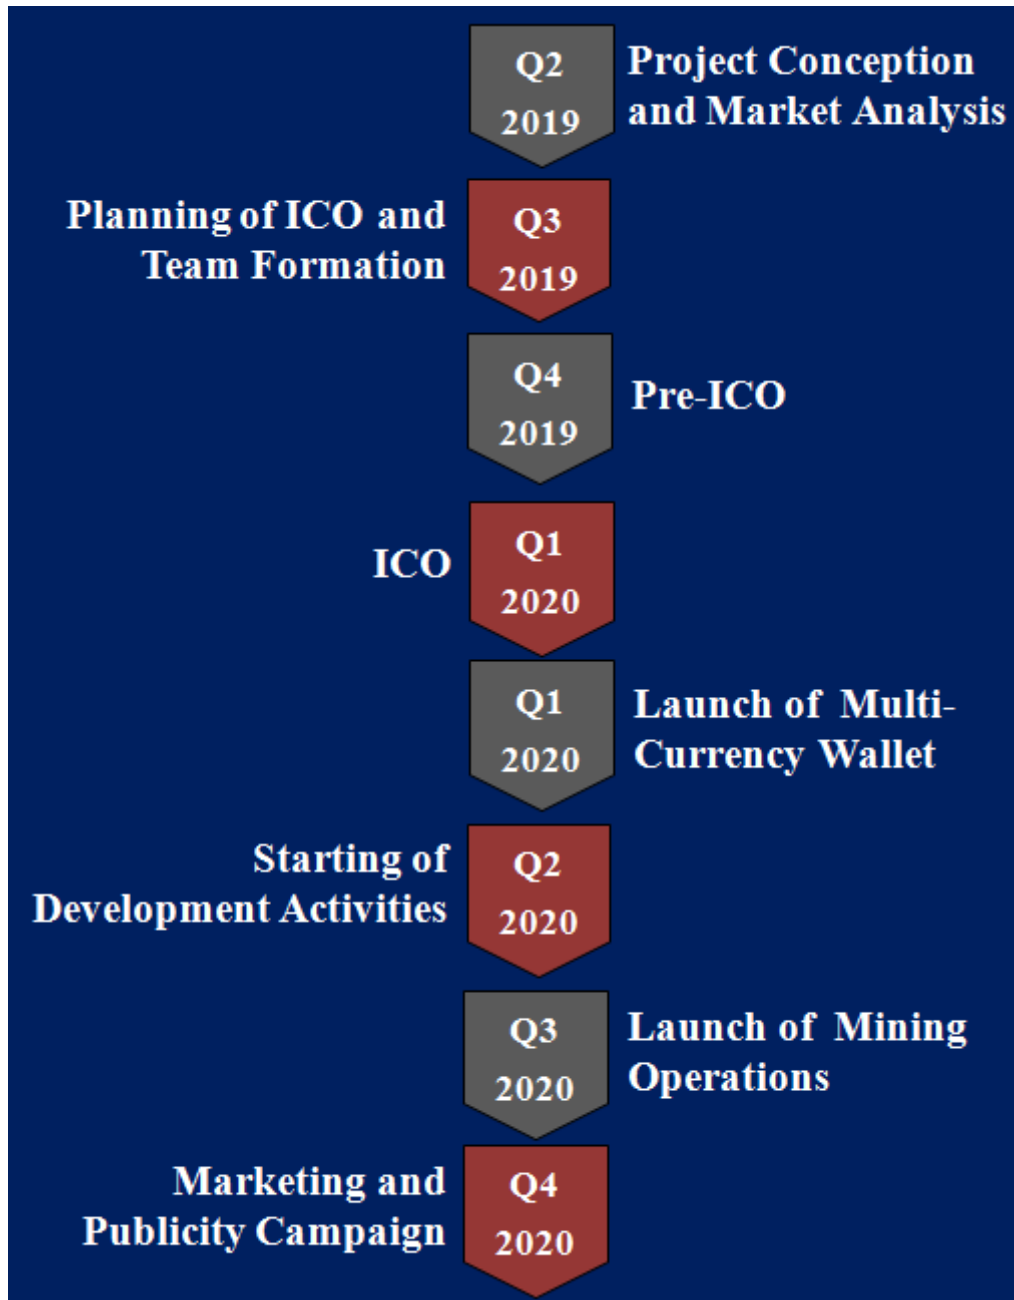 Q2
2019
Project Conception
and Market Analysis
Planning of ICO and
Team Formation
Q3
2019
Q4
2019
Pre-ICO
ICO
Q1
2020
Q1
2020
Launch of Multi-
Currency Wallet
Starting of
Development Activities
Q2
2020
Q3
2020
Launch of Mining
Operations
Marketing and
Publicity Campaign
Q4
2020